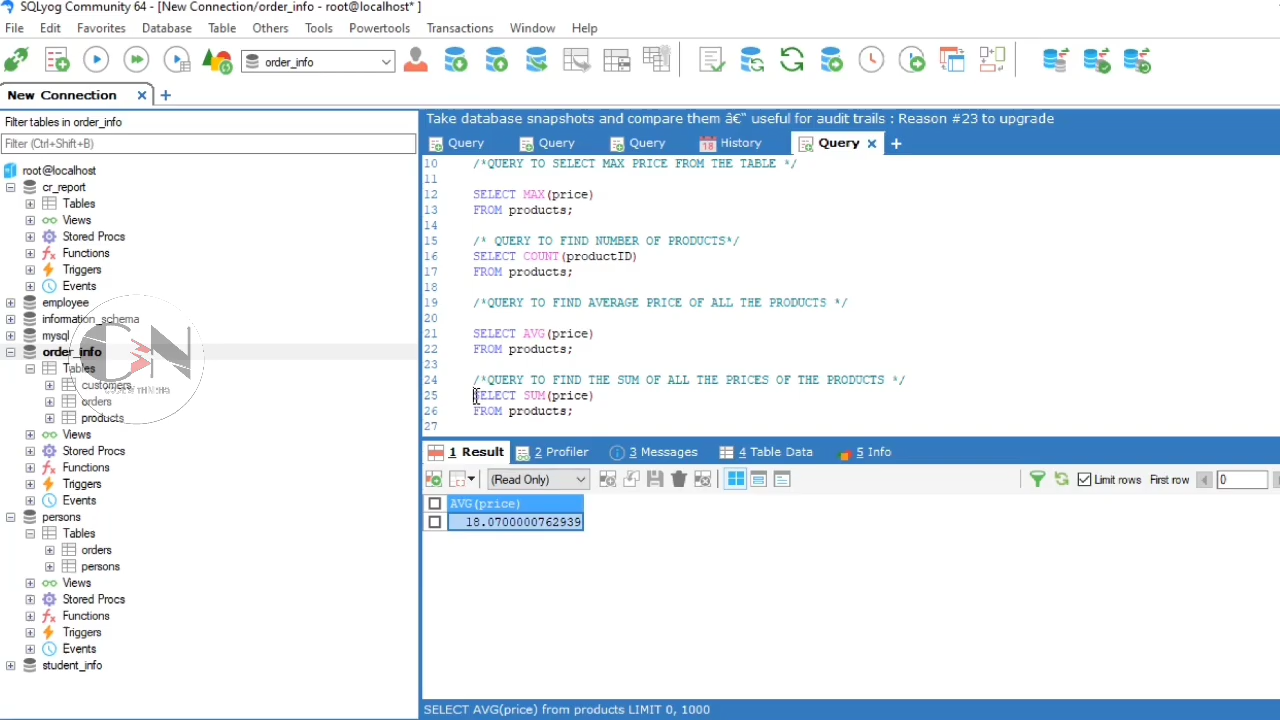 SQLyog Community 64 - [New Connection/order_info - root@localhost* ]
File Edit Favorites Database Table Others Tools Powertools Transactions Window Help
order_info
New Connection
Filter tables in order_info
Filter (Ctrl+Shift+B)
root@localhost
cr_report
Tables
Views
Stored Procs
Functions
Triggers
Events
employee
information_schema
mysql
order_info
Tables
customers
orders
products
Views
Stored Procs
Functions
Triggers
Events
persons
Tables
orders
persons
Views
Stored Procs
Functions
Triggers
Events
student_info
Take database snapshots and compare them â€“ useful for audit trails : Reason #23 to upgrade
Query Query Query 18 History Query
10 /*QUERY TO SELECT MAX PRICE FROM THE TABLE */
11
12 SELECT MAX(price)
13 FROM products;
14
15 /* QUERY TO FIND NUMBER OF PRODUCTS*/
16 SELECT COUNT(productID)
17 FROM products;
18
19 /*QUERY TO FIND AVERAGE PRICE OF ALL THE PRODUCTS */
20
21 SELECT AVG(price)
22 FROM products;
23
24 /*QUERY TO FIND THE SUM OF ALL THE PRICES OF THE PRODUCTS */
25 SELECT SUM(price)
26 FROM products;
27
1 Result 2 Profiler 3 Messages 4 Table Data 5 Info
(Read Only) Limit rows First row 0
AVG(price)
18.0700000762939
SELECT AVG(price) from products LIMIT 0, 1000